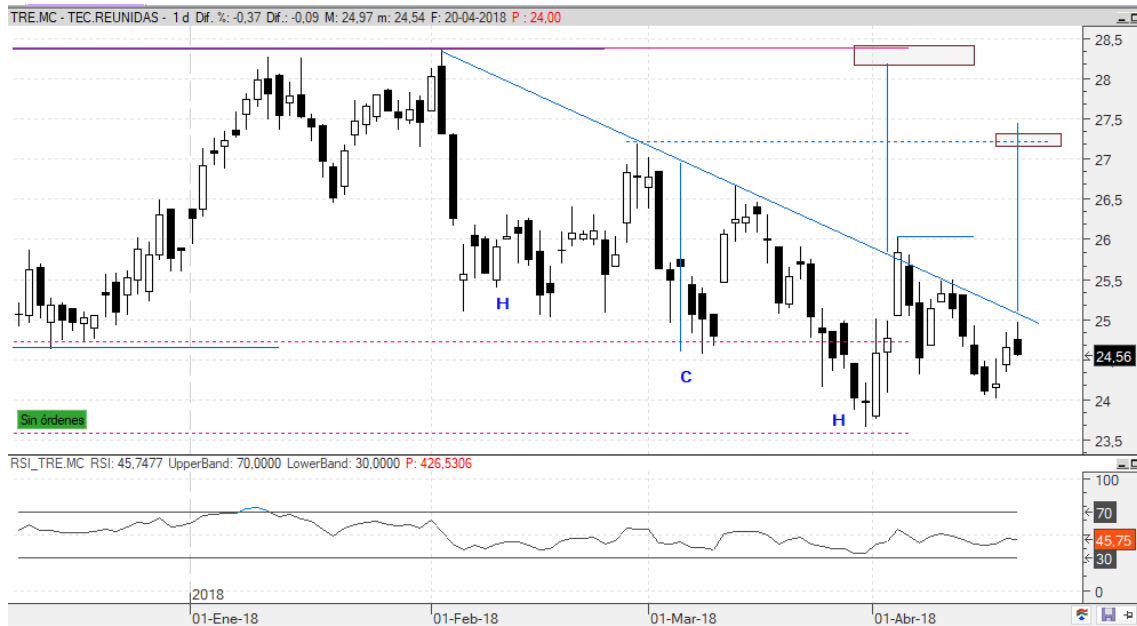 TRE.MC - TEC.REUNIDAS - 1 d Dif. %: -0,37 Dif.: -0,09 M: 24,97 m: 24,54 F: 20-04-2018 P : 24,00
28,5
28
27,5
27
26,5
26
25,5
25
24,56
24
23,5
H
C
H
Sin órdenes
RSI_TRE.MC RSI: 45,7477 UpperBand: 70,0000 LowerBand: 30,0000 P: 426,5306
100
70
45,75
30
0
2018
01-Ene-18 01-Feb-18 01-Mar-18 01-Abr-18